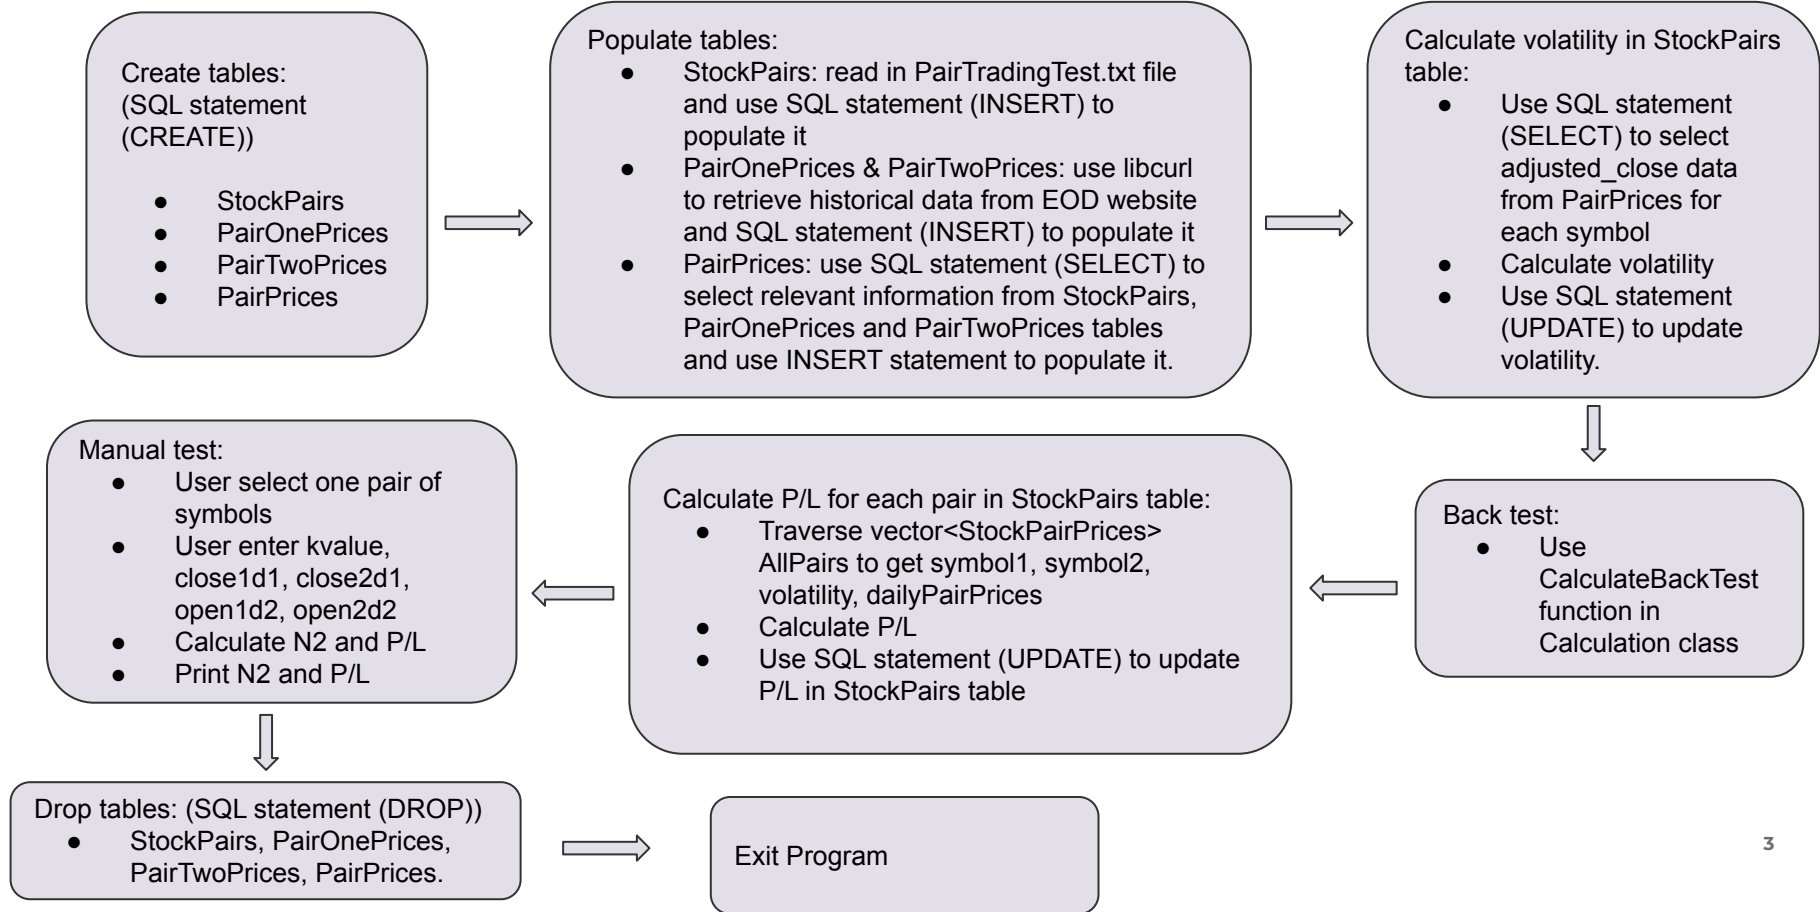 Create tables:
(SQL statement
(CREATE))
● StockPairs
● PairOnePrices
● PairTwoPrices
● PairPrices
Populate tables:
● StockPairs: read in PairTradingTest.txt file
and use SQL statement (INSERT) to
populate it
● PairOnePrices & PairTwoPrices: use libcurl
to retrieve historical data from EOD website
and SQL statement (INSERT) to populate it
● PairPrices: use SQL statement (SELECT) to
select relevant information from StockPairs,
PairOnePrices and PairTwoPrices tables
and use INSERT statement to populate it.
Calculate volatility in StockPairs
table:
● Use SQL statement
(SELECT) to select
adjusted_close data
from PairPrices for
each symbol
● Calculate volatility
● Use SQL statement
(UPDATE) to update
volatility.
Back test:
● Use
CalculateBackTest
function in
Calculation class
Calculate P/L for each pair in StockPairs table:
● Traverse vector<StockPairPrices>
AllPairs to get symbol1, symbol2,
volatility, dailyPairPrices
● Calculate P/L
● Use SQL statement (UPDATE) to update
P/L in StockPairs table
Manual test:
● User select one pair of
symbols
● User enter kvalue,
close1d1, close2d1,
open1d2, open2d2
● Calculate N2 and P/L
● Print N2 and P/L
Drop tables: (SQL statement (DROP))
● StockPairs, PairOnePrices,
PairTwoPrices, PairPrices.
Exit Program
3